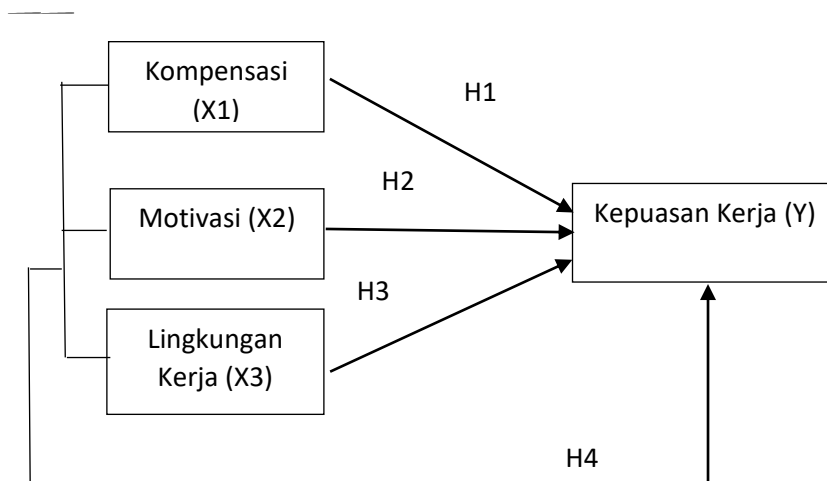 Kompensasi
(X1)
H1
H2
Motivasi (X2)
Kepuasan Kerja (Y)
H3
Lingkungan
Kerja (X3)
H4